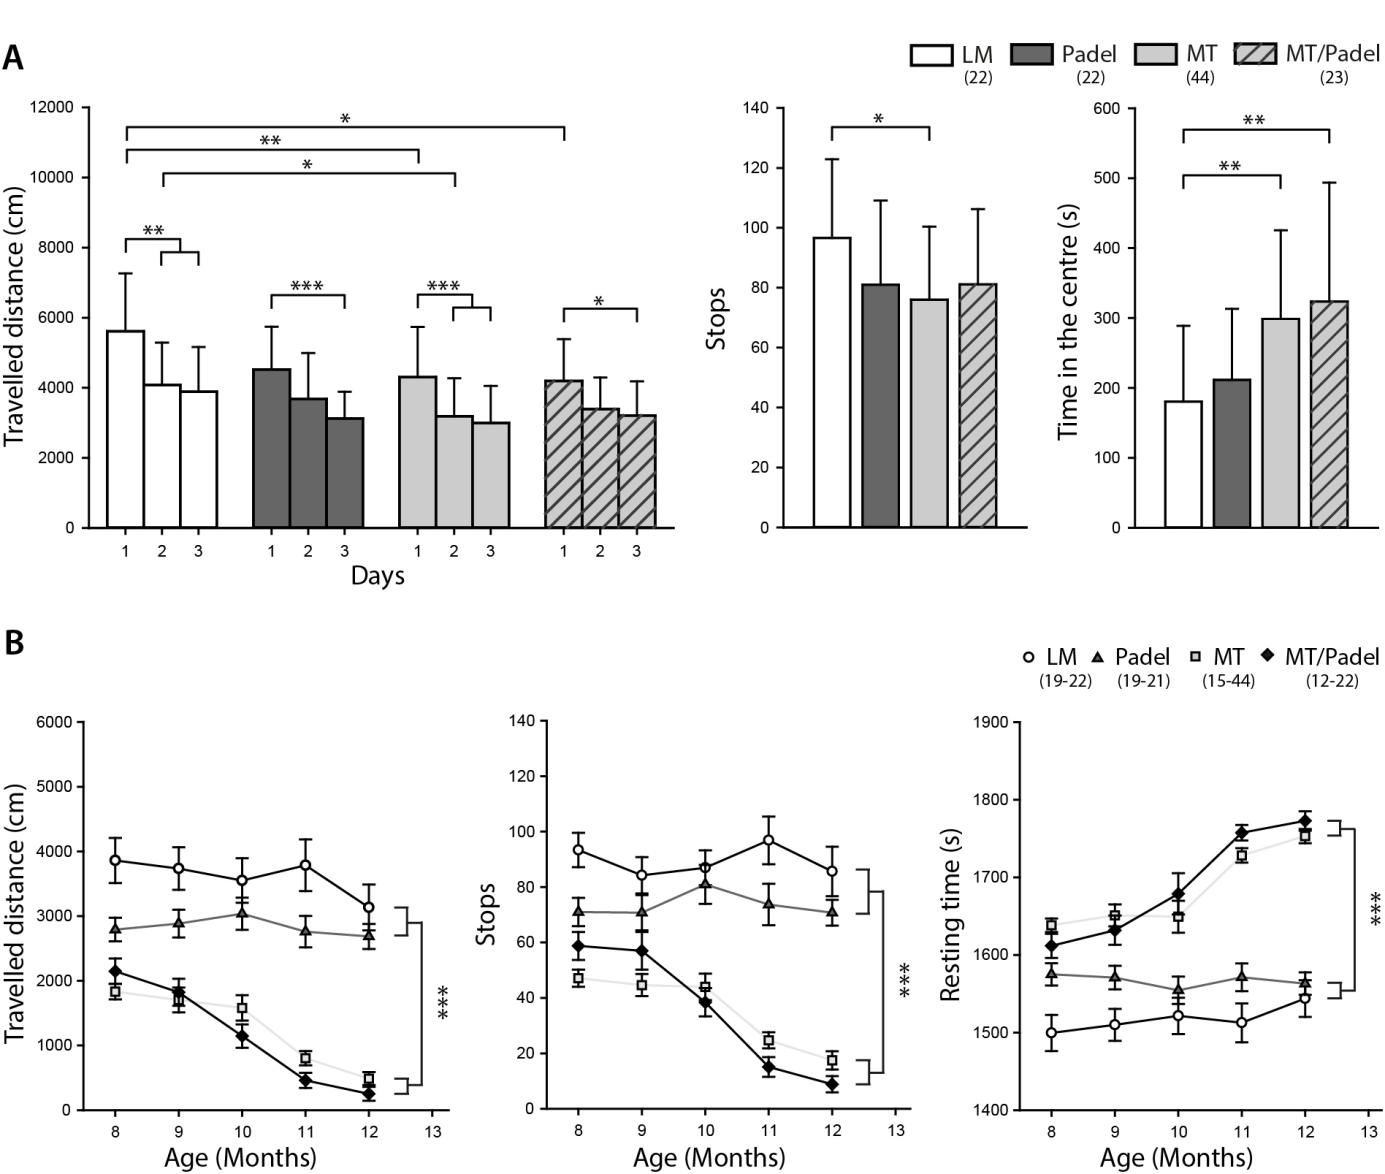 A
LM Padel MT MT/Padel
(22) (22) (44) (23)
Travelled distance (cm)
12000
10000
8000
6000
4000
2000
0
*
**
*
**
***
***
*
1 2 3 1 2 3 1 2 3 1 2 3
Days
Stops
140
120
100
80
60
40
20
0
*
Time in the centre (s)
600
500
400
300
200
100
0
**
**
B
LM Padel MT MT/Padel
(19-22) (19-21) (15-44) (12-22)
Travelled distance (cm)
6000
5000
4000
3000
2000
1000
0
***
8 9 10 11 12 13
Age (Months)
Stops
140
120
100
80
60
40
20
0
***
8 9 10 11 12 13
Age (Months)
Resting time (s)
1900
1800
1700
1600
1500
1400
***
8 9 10 11 12 13
Age (Months)